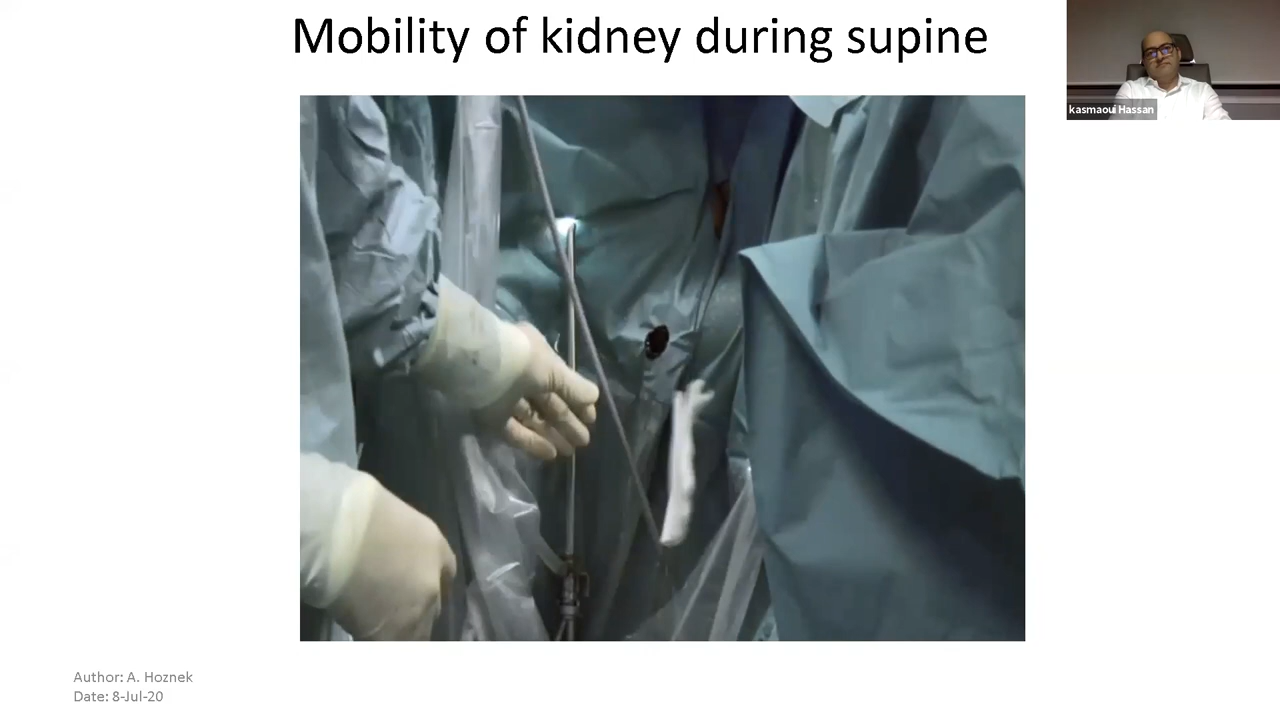 Mobility of kidney during supine
kasmaoui Hassan
Author: A. Hoznek
Date: 8-Jul-20